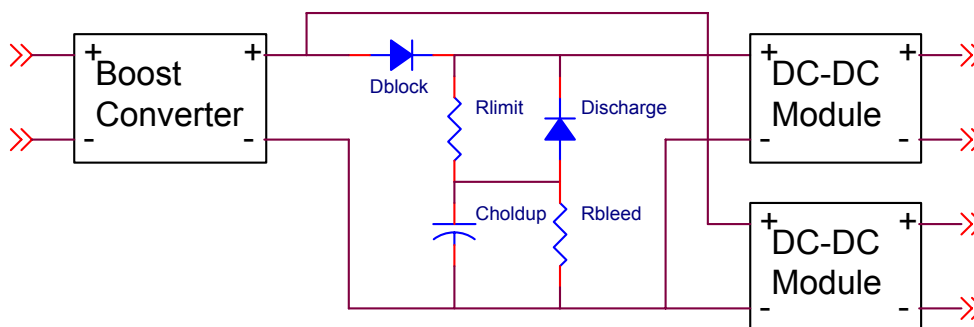 + +
Boost
Converter
- -
Dblock
Rlimit
Discharge
Choldup
Rbleed
+ +
DC-DC
Module
- -
+ +
DC-DC
Module
- -